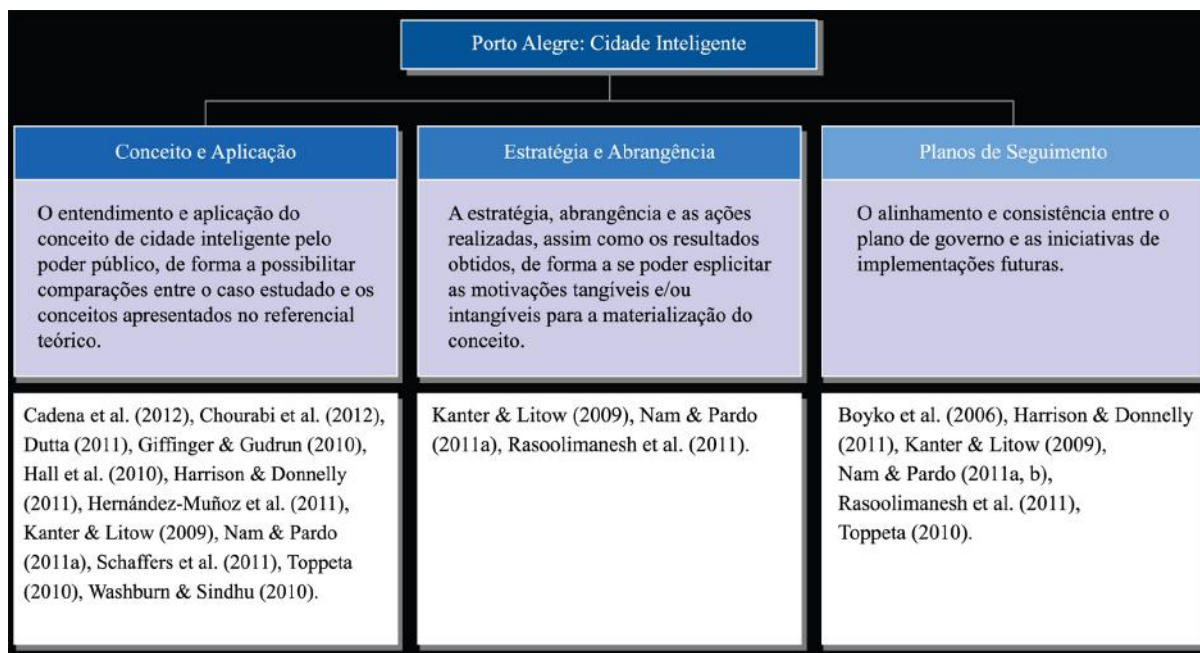 Porto Alegre: Cidade Inteligente
Conceito e Aplicação
O entendimento e aplicação do
conceito de cidade inteligente pelo
poder público, de forma a possibilitar
comparações entre o caso estudado e os
conceitos apresentados no referencial
teórico.
Cadena et al. (2012), Chourabi et al. (2012),
Dutta (2011), Giffinger & Gudrun (2010),
Hall et al. (2010), Harrison & Donnelly
(2011), Hernández-Muñoz et al. (2011),
Kanter & Litow (2009), Nam & Pardo
(2011a), Schaffers et al. (2011), Toppeta
(2010), Washburn & Sindhu (2010).
Estratégia e Abrangência
A estratégia, abrangência e as ações
realizadas, assim como os resultados
obtidos, de forma a se poder esplicitar
as motivações tangíveis e/ou
intangíveis para a materialização do
conceito.
Kanter & Litow (2009), Nam & Pardo
(2011a), Rasoolimanesh et al. (2011).
Planos de Seguimento
O alinhamento e consistência entre o
plano de governo e as iniciativas de
implementações futuras.
Boyko et al. (2006), Harrison & Donnelly
(2011), Kanter & Litow (2009),
Nam & Pardo (2011a, b),
Rasoolimanesh et al. (2011),
Toppeta (2010).